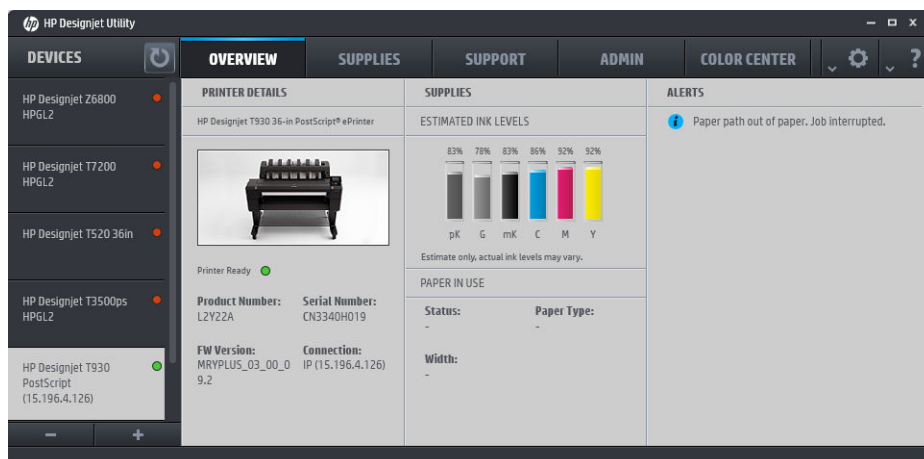 hp HP Designjet Utility
DEVICES
OVERVIEW
SUPPLIES
SUPPORT
ADMIN
COLOR CENTER
?
HP Designjet Z6800
HPGL2
HP Designjet T7200
HPGL2
HP Designjet T520 36in
HP Designjet T3500ps
HPGL2
HP Designjet T930
PostScript
(15.196.4.126)
PRINTER DETAILS
HP Designjet T930 36-in PostScript® ePrinter
Printer Ready
Product Number:
L2Y22A
Serial Number:
CN3340H019
FW Version:
MRYPLUS_03_00_0
9.2
Connection:
IP (15.196.4.126)
SUPPLIES
ESTIMATED INK LEVELS
83% 78% 83% 86% 92% 92%
pK G mK C M Y
Estimate only, actual ink levels may vary.
PAPER IN USE
Status:
-
Paper Type:
-
Width:
-
ALERTS
Paper path out of paper. Job interrupted.